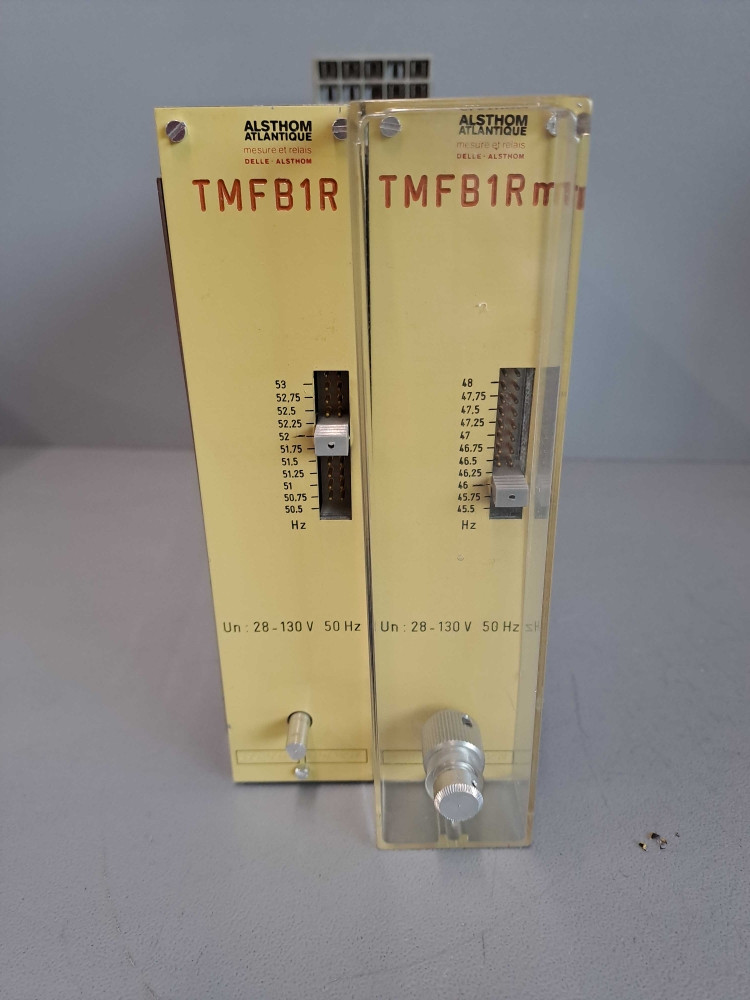 ALSTHOM
ATLANTIQUE
mesure et relais
DELLE - ALSTHOM
TMFB1R
53
52,75
52,5
52,25
52
51,75
51,5
51,25
51
50,75
50,5
Hz
Un : 28-130 V 50 Hz
ALSTHOM
ATLANTIQUE
mesure et relais
DELLE - ALSTHOM
TMFB1R
48
47,75
47,5
47,25
47
46.75
46.5
46,25
46
45.75
45.5
Hz
Un : 28-130 V 50 Hz